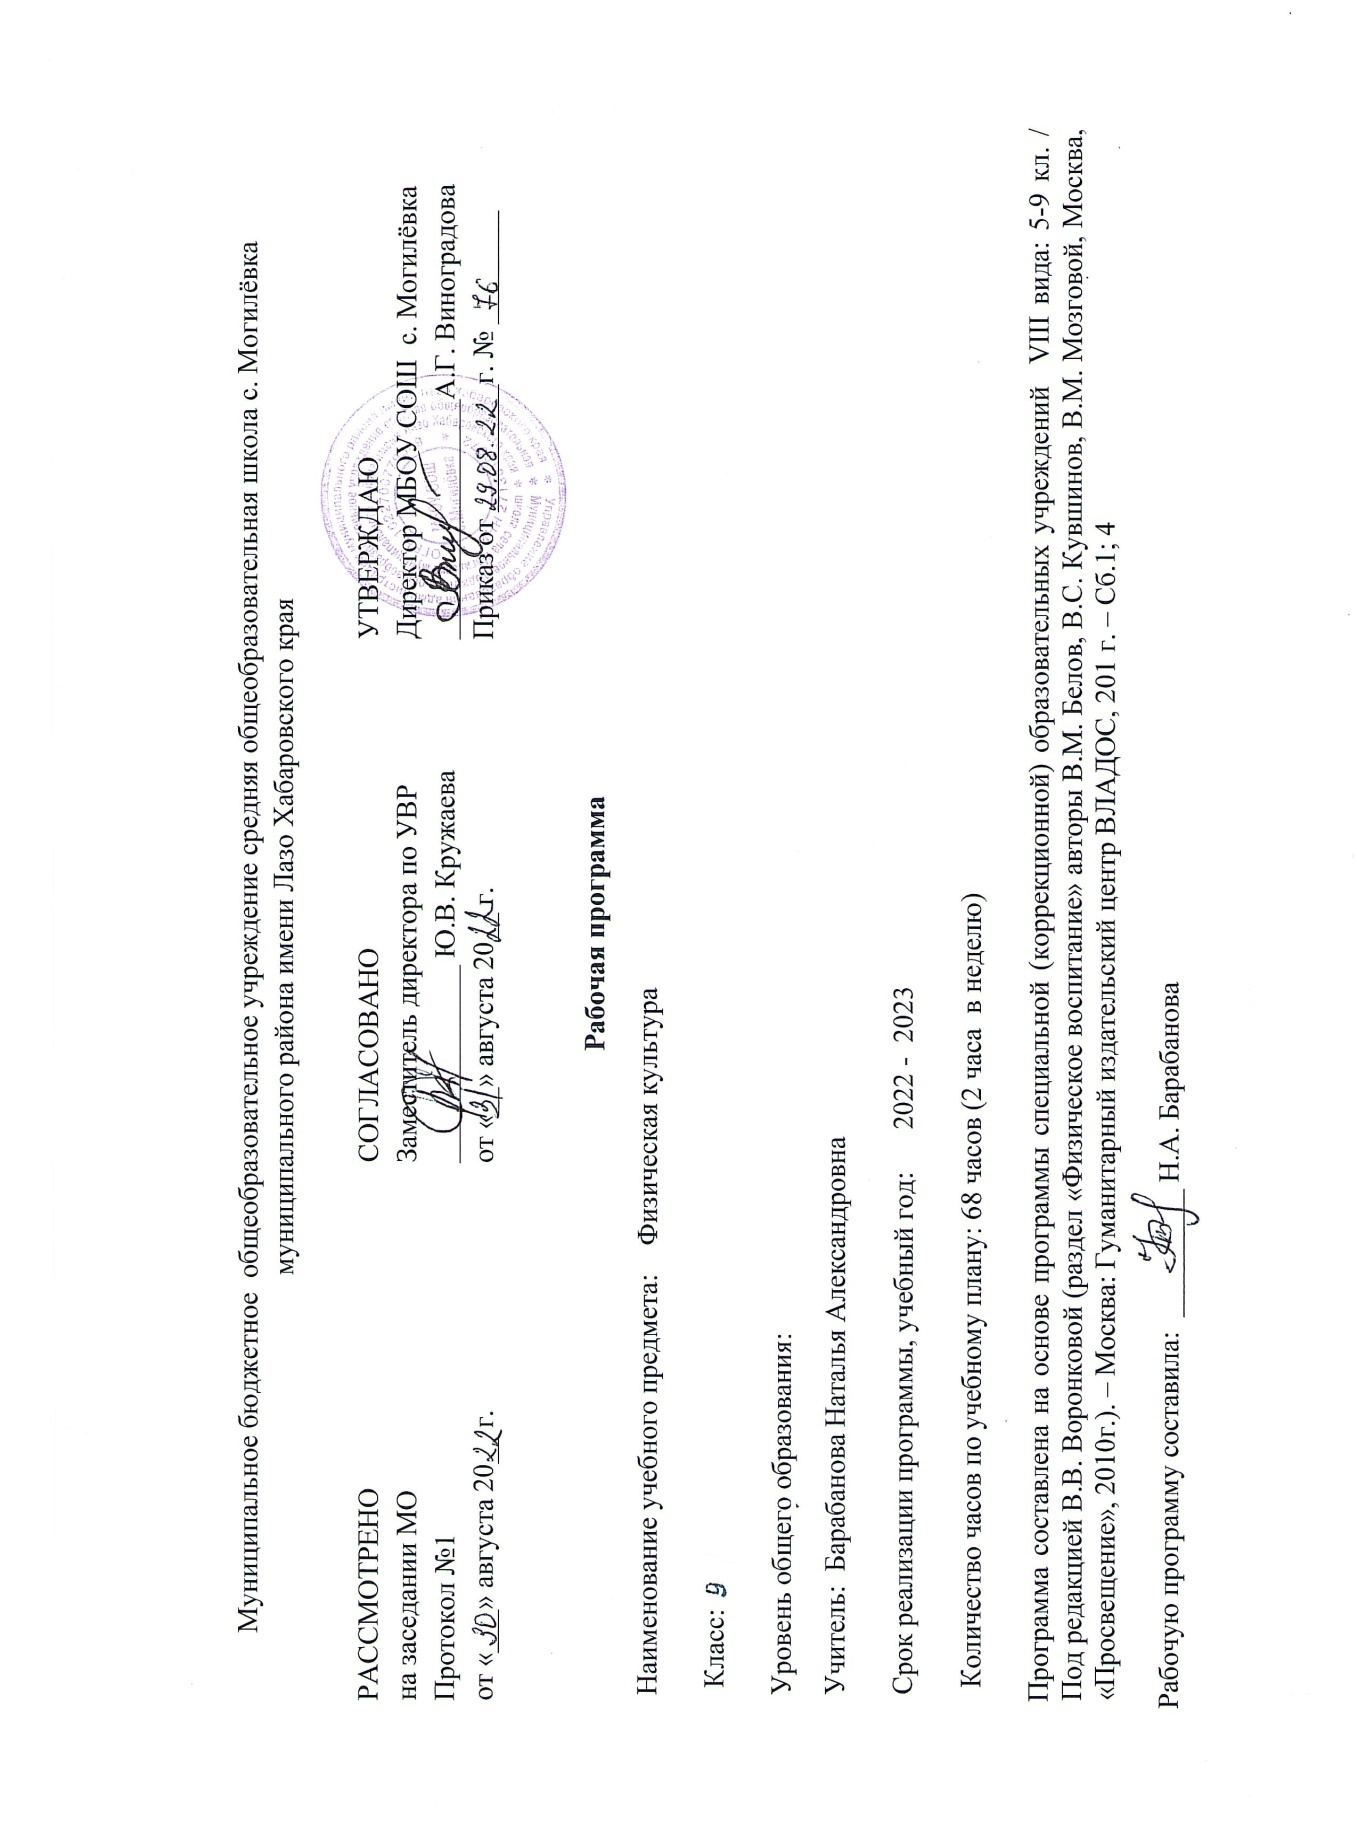 Муниципальное бюджетное общеобразовательное учреждение средняя общеобразовательная школа с. Могилёвка
муниципального района имени Лазо Хабаровского края
РАССМОТРЕНО
на заседании МО
Протокол №1
от «30» августа 2022г.
СОГЛАСОВАНО
Заместитель директора по УВР
Ю.В. Кружаева
от «31» августа 2022г.
УТВЕРЖДАЮ
Директор МБОУ СОШ с. Могилёвка
А.Г. Виноградова
Приказ от 29.08.22 г. № 76
Рабочая программа
Наименование учебного предмета: Физическая культура
Класс: 9
Уровень общего образования:
Учитель: Барабанова Наталья Александровна
Срок реализации программы, учебный год: 2022 - 2023
Количество часов по учебному плану: 68 часов (2 часа в неделю)
Программа составлена на основе программы специальной (коррекционной) образовательных учреждений VIII вида: 5-9 кл. /
Под редакцией В.В. Воронковой (раздел «Физическое воспитание» авторы В.М. Белов, В.С. Кувшинов, В.М. Мозговой, Москва,
«Просвещение», 2010г.). – Москва: Гуманитарный издательский центр ВЛАДОС, 201 г. – Сб.1; 4
Рабочую программу составила: Н.А. Барабанова